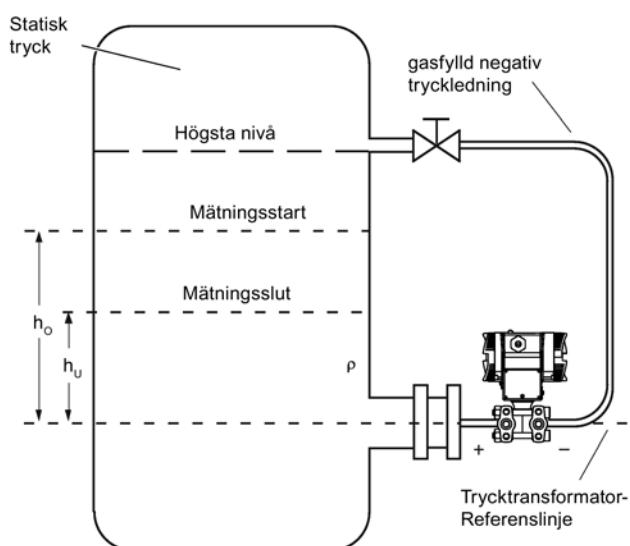 Statisk
tryck
gasfylld negativ
tryckledning
Högsta nivå
Mätningsstart
Mätningsslut
hO
hU
ρ
+ −
Trycktransformator-
Referenslinje